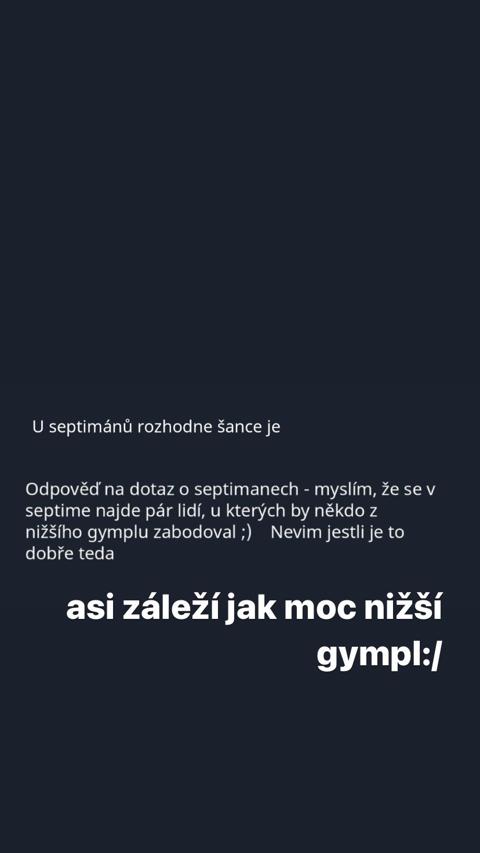 U septimánů rozhodne šance je
Odpověď na dotaz o septimanech - myslím, že se v
septime najde pár lidí, u kterých by někdo z
nižšího gymplu zabodoval ;) Nevim jestli je to
dobře teda
asi záleží jak moc nižší
gympl:/